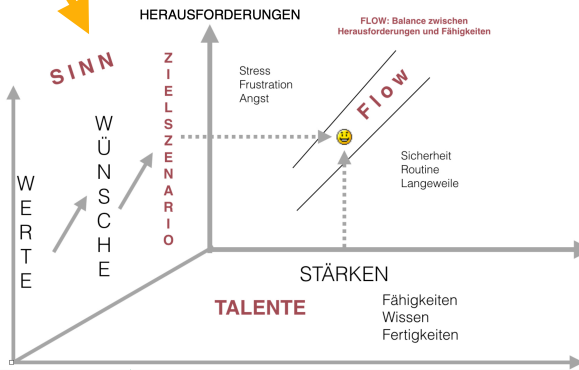 HERAUSFORDERUNGEN
FLOW: Balance zwischen
Herausforderungen und Fähigkeiten
SINN
ZIELSZENARIO
Stress
Frustration
Angst
Flow
WÜNSCHE
Sicherheit
Routine
Langeweile
WERTE
STÄRKEN
TALENTE
Fähigkeiten
Wissen
Fertigkeiten